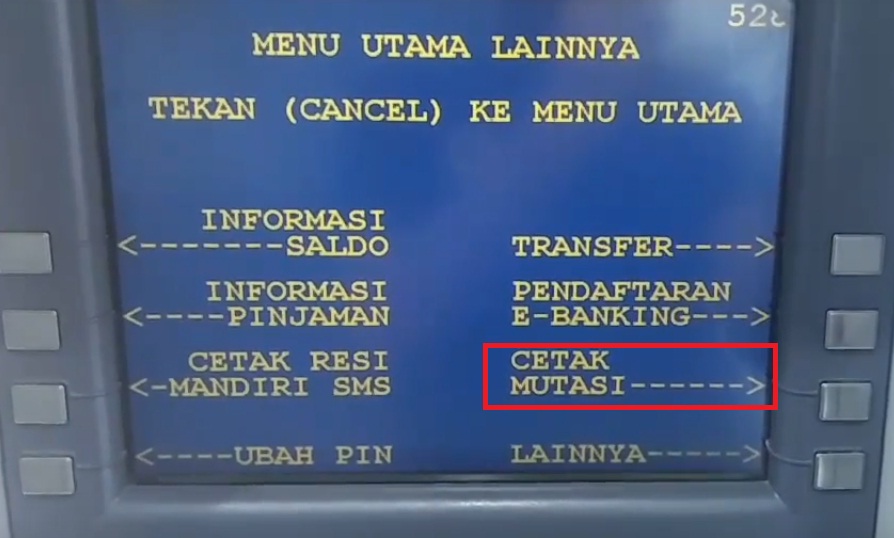 MENU UTAMA LAINNYA
TEKAN (CANCEL) KE MENU UTAMA
INFORMASI
<-------SALDO
TRANSFER---->
INFORMASI
<----PINJAMAN
PENDAFTARAN
E-BANKING--->
CETAK RESI
<-MANDIRI SMS
CETAK
MUTASI------>
<----UBAH PIN
LAINNYA----->